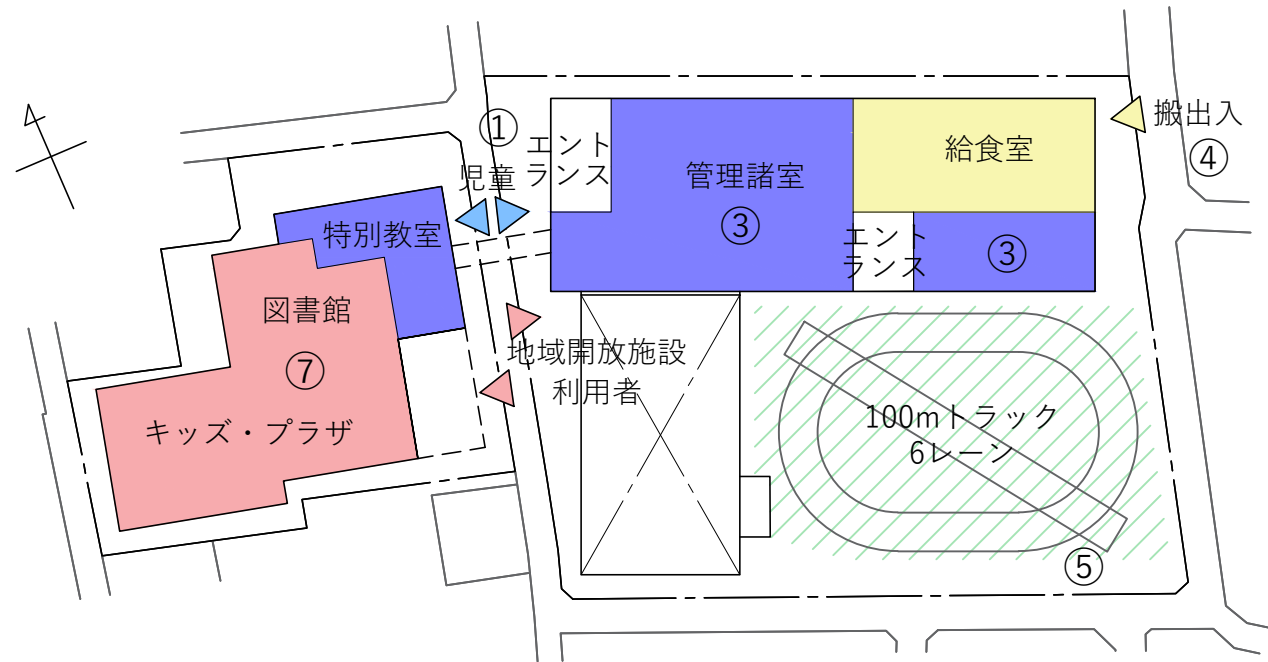 ①
児童
エント
ランス
管理諸室
③
給食室
搬出入
④
エント
ランス
③
特別教室
図書館
⑦
キッズ・プラザ
地域開放施設
利用者
100mトラック
6レーン
⑤
4